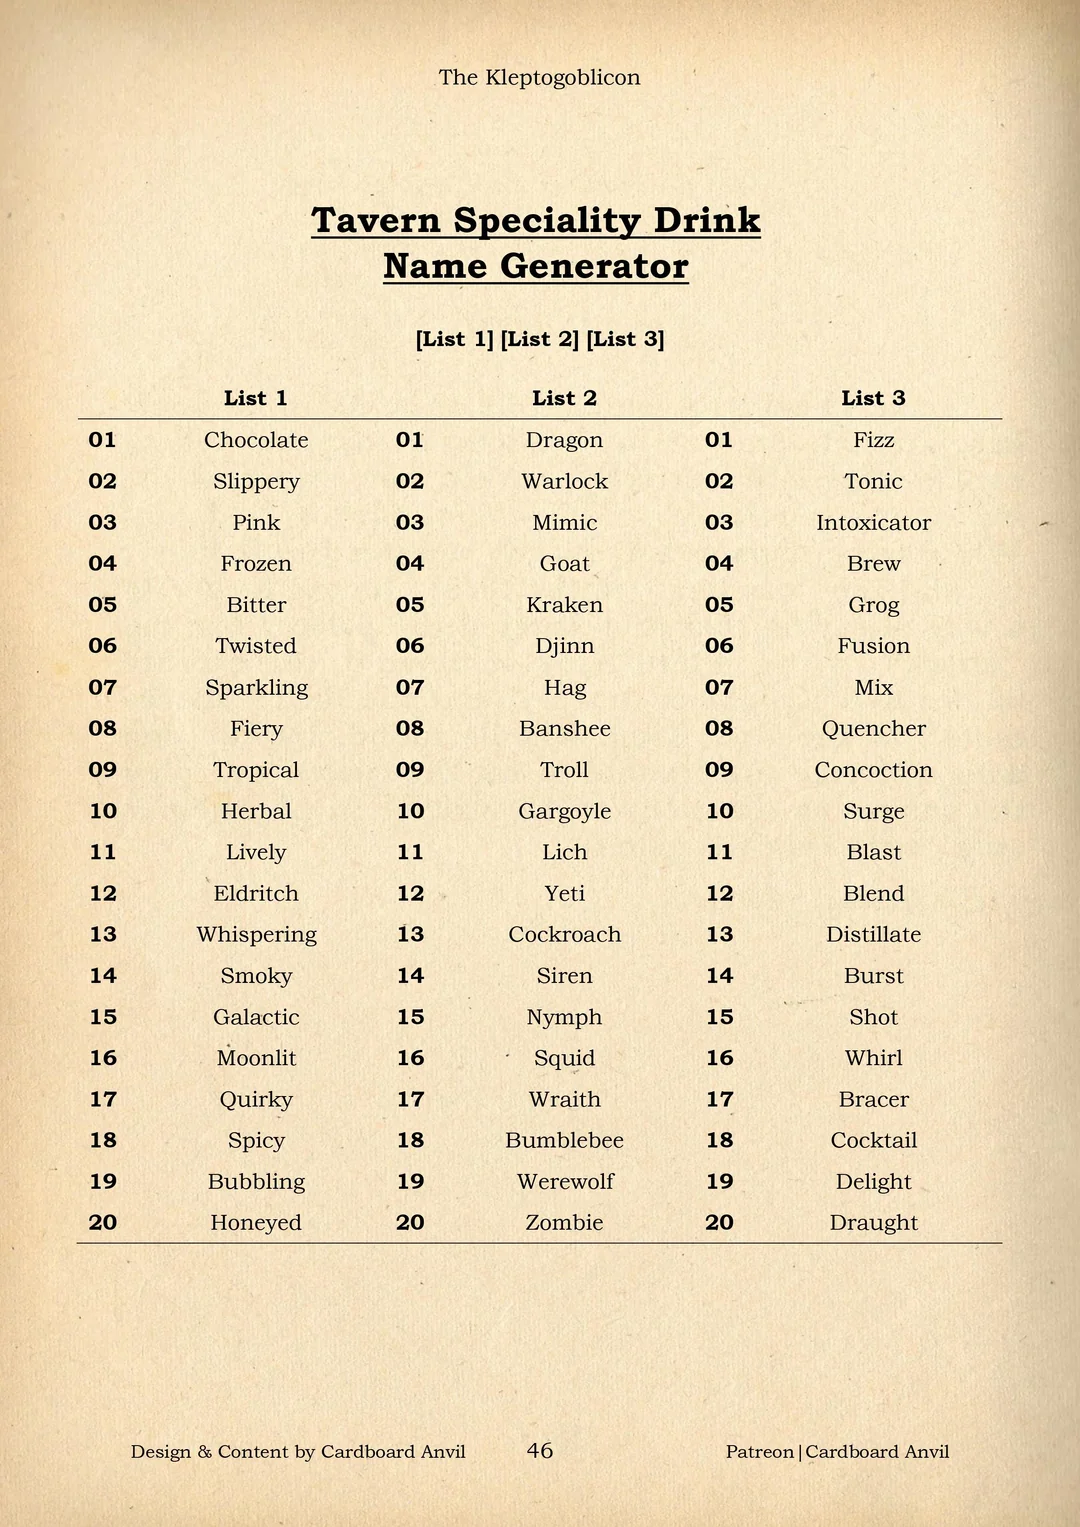 The Kleptogoblicon
Tavern Speciality Drink
Name Generator
[List 1] [List 2] [List 3]
List 1 List 2 List 3
01 Chocolate 01 Dragon 01 Fizz
02 Slippery 02 Warlock 02 Tonic
03 Pink 03 Mimic 03 Intoxicator
04 Frozen 04 Goat 04 Brew
05 Bitter 05 Kraken 05 Grog
06 Twisted 06 Djinn 06 Fusion
07 Sparkling 07 Hag 07 Mix
08 Fiery 08 Banshee 08 Quencher
09 Tropical 09 Troll 09 Concoction
10 Herbal 10 Gargoyle 10 Surge
11 Lively 11 Lich 11 Blast
12 Eldritch 12 Yeti 12 Blend
13 Whispering 13 Cockroach 13 Distillate
14 Smoky 14 Siren 14 Burst
15 Galactic 15 Nymph 15 Shot
16 Moonlit 16 Squid 16 Whirl
17 Quirky 17 Wraith 17 Bracer
18 Spicy 18 Bumblebee 18 Cocktail
19 Bubbling 19 Werewolf 19 Delight
20 Honeyed 20 Zombie 20 Draught
Design & Content by Cardboard Anvil 46 Patreon|Cardboard Anvil